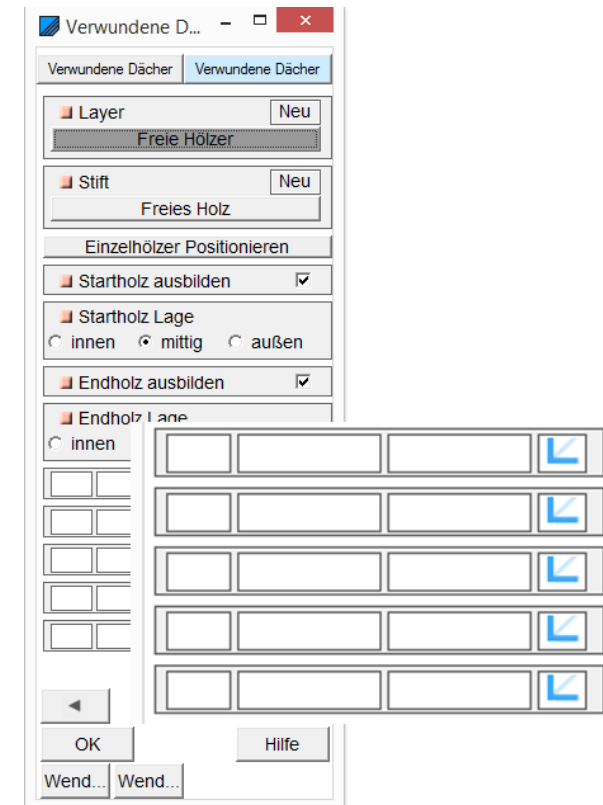 Verwundene D...
Verwundene Dächer Verwundene Dächer
Layer Neu
Freie Hölzer
Stift Neu
Freies Holz
Einzelhölzer Positionieren
Startholz ausbilden
Startholz Lage
innen mittig außen
Endholz ausbilden
Endholz Lage
innen
OK Hilfe
Wend... Wend...